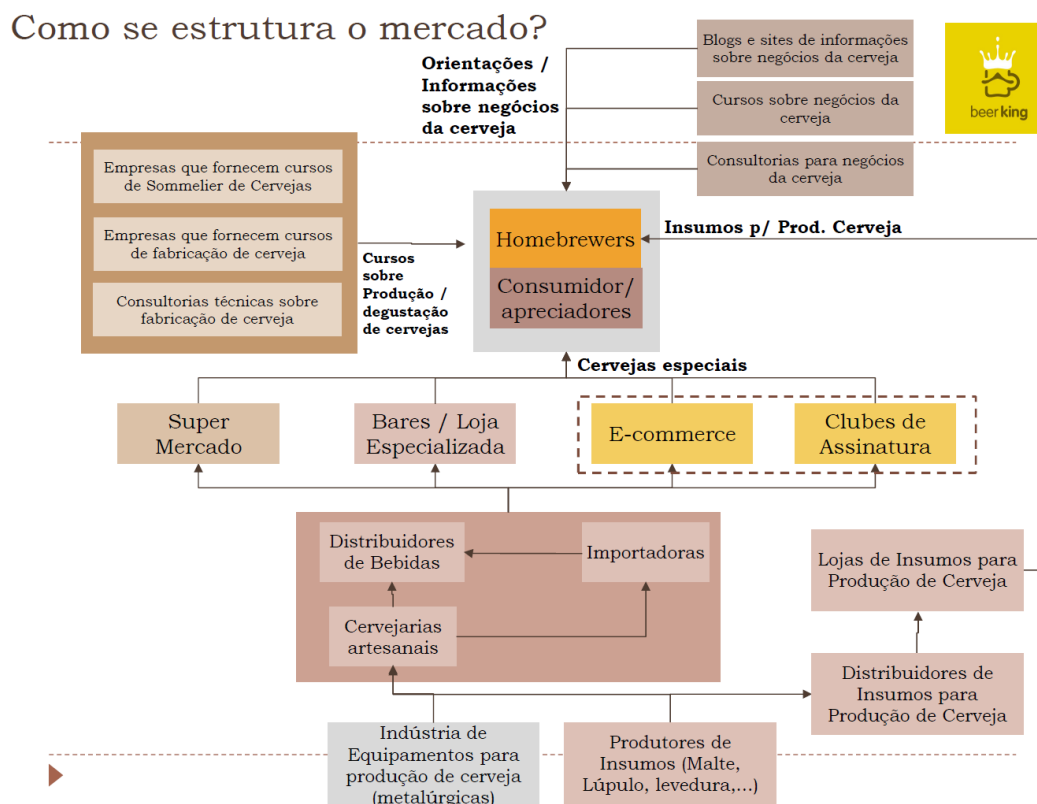 Como se estrutura o mercado?
Blogs e sites de informações
sobre negócios da cerveja
Orientações /
Informações
sobre negócios
da cerveja
Cursos sobre negócios da
cerveja
Consultorias para negócios
da cerveja
beerking
Empresas que fornecem cursos
de Sommelier de Cervejas
Empresas que fornecem cursos
de fabricação de cerveja
Consultorias técnicas sobre
fabricação de cerveja
Cursos
sobre
Produção /
degustação
de cervejas
Homebrewers
Consumidor/
apreciadores
Insumos p/ Prod. Cerveja
Cervejas especiais
Super
Mercado
Bares / Loja
Especializada
E-commerce
Clubes de
Assinatura
Distribuidores
de Bebidas
Importadoras
Cervejarias
artesanais
Lojas de Insumos para
Produção de Cerveja
Distribuidores de
Insumos para
Produção de Cerveja
Indústria de
Equipamentos para
produção de cerveja
(metalúrgicas)
Produtores de
Insumos (Malte,
Lúpulo, levedura,...)